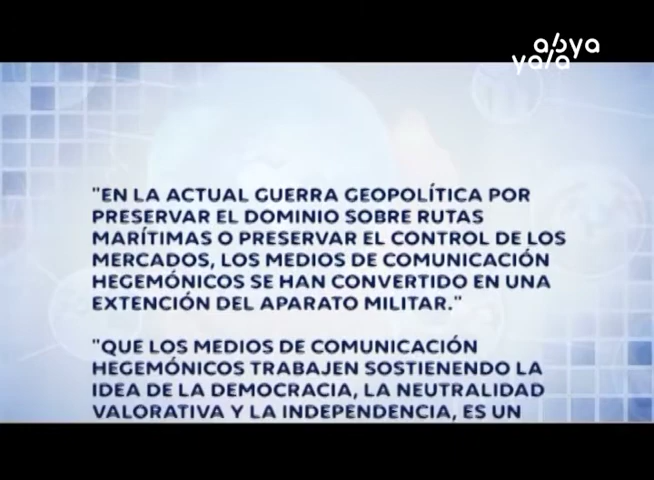 abya
yala
"EN LA ACTUAL GUERRA GEOPOLÍTICA POR
PRESERVAR EL DOMINIO SOBRE RUTAS
MARÍTIMAS O PRESERVAR EL CONTROL DE LOS
MERCADOS, LOS MEDIOS DE COMUNICACIÓN
HEGEMÓNICOS SE HAN CONVERTIDO EN UNA
EXTENCIÓN DEL APARATO MILITAR."
"QUE LOS MEDIOS DE COMUNICACIÓN
HEGEMÓNICOS TRABAJEN SOSTIENENDO LA
IDEA DE LA DEMOCRACIA, LA NEUTRALIDAD
VALORATIVA Y LA INDEPENDENCIA, ES UN